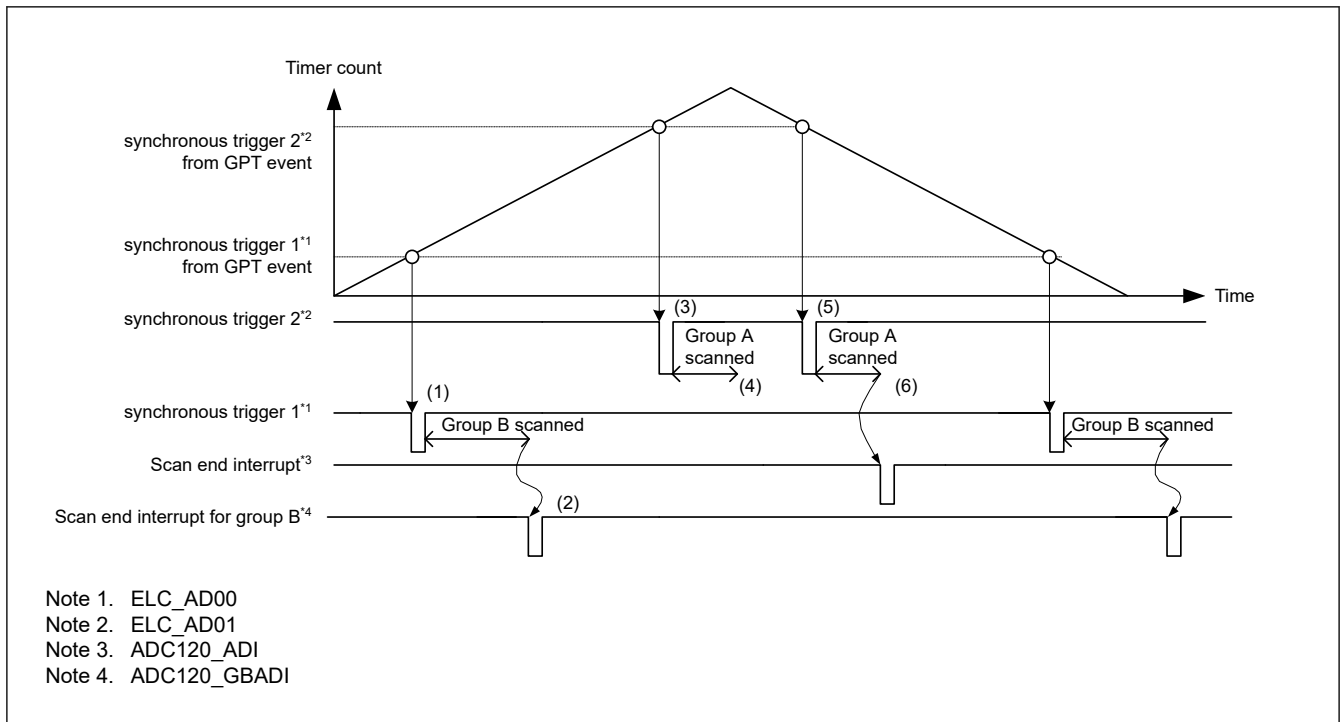 Timer count
synchronous trigger 2*2
from GPT event
synchronous trigger 1*1
from GPT event
Time
synchronous trigger 2*2
(3)
(5)
Group A
scanned
Group A
scanned
(4)
(6)
(1)
synchronous trigger 1*1
Group B scanned
Group B scanned
Scan end interrupt*3
(2)
Scan end interrupt for group B*4
Note 1. ELC_AD00
Note 2. ELC_AD01
Note 3. ADC120_ADI
Note 4. ADC120_GBADI